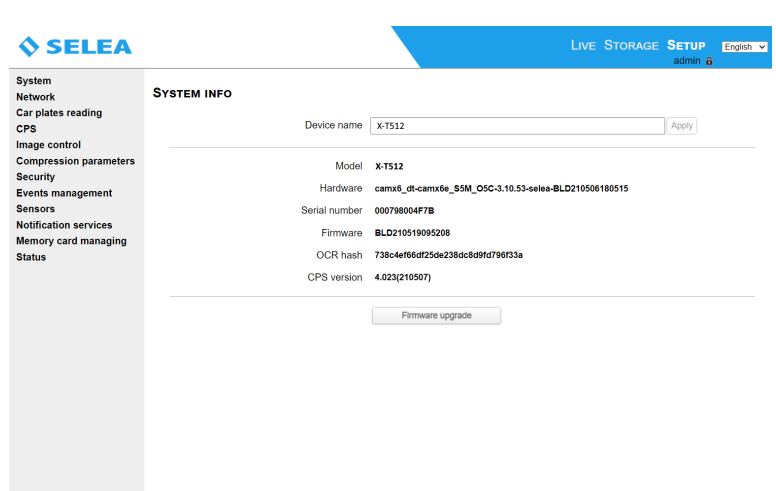 SELEA
LIVE STORAGE SETUP English
admin
System
Network
Car plates reading
CPS
Image control
Compression parameters
Security
Events management
Sensors
Notification services
Memory card managing
Status
SYSTEM INFO
Device name X-T512 Apply
Model X-T512
Hardware camx6_dt-camx6e_S5M_O5C-3.10.53-selea-BLD210506180515
Serial number 000798004F7B
Firmware BLD210519095208
OCR hash 738c4ef66df25de238dc8d9fd796f33a
CPS version 4.023(210507)
Firmware upgrade